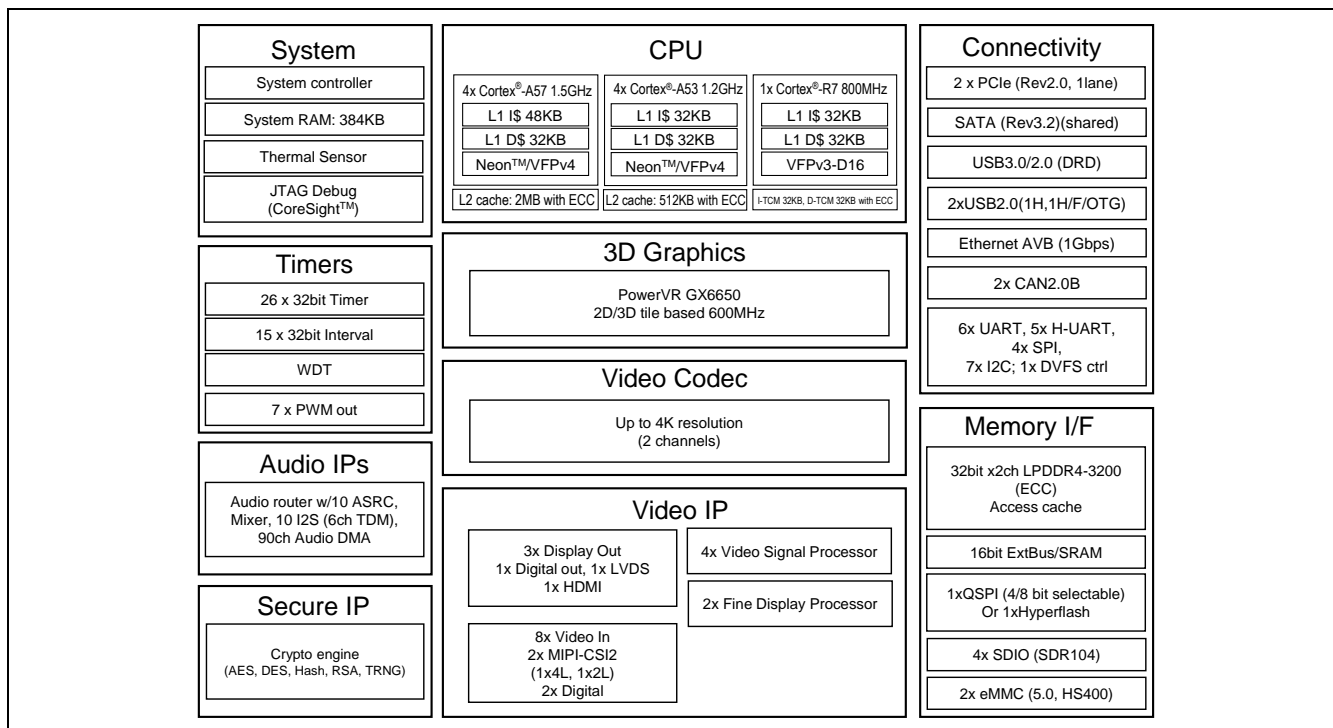 System
System controller
System RAM: 384KB
Thermal Sensor
JTAG Debug
(CoreSight™)
Timers
26 x 32bit Timer
15 x 32bit Interval
WDT
7 x PWM out
Audio IPs
Audio router w/10 ASRC,
Mixer, 10 I2S (6ch TDM),
90ch Audio DMA
Secure IP
Crypto engine
(AES, DES, Hash, RSA, TRNG)
CPU
4x Cortex®-A57 1.5GHz
L1 I$ 48KB
L1 D$ 32KB
Neon™/VFPv4
L2 cache: 2MB with ECC
4x Cortex®-A53 1.2GHz
L1 I$ 32KB
L1 D$ 32KB
Neon™/VFPv4
L2 cache: 512KB with ECC
1x Cortex®-R7 800MHz
L1 I$ 32KB
L1 D$ 32KB
VFPv3-D16
I-TCM 32KB, D-TCM 32KB with ECC
3D Graphics
PowerVR GX6650
2D/3D tile based 600MHz
Video Codec
Up to 4K resolution
(2 channels)
Video IP
3x Display Out
1x Digital out, 1x LVDS
1x HDMI
8x Video In
2x MIPI-CSI2
(1x4L, 1x2L)
2x Digital
4x Video Signal Processor
2x Fine Display Processor
Connectivity
2 x PCIe (Rev2.0, 1lane)
SATA (Rev3.2)(shared)
USB3.0/2.0 (DRD)
2xUSB2.0(1H,1H/F/OTG)
Ethernet AVB (1Gbps)
2x CAN2.0B
6x UART, 5x H-UART,
4x SPI,
7x I2C; 1x DVFS ctrl
Memory I/F
32bit x2ch LPDDR4-3200
(ECC)
Access cache
16bit ExtBus/SRAM
1xQSPI (4/8 bit selectable)
Or 1xHyperflash
4x SDIO (SDR104)
2x eMMC (5.0, HS400)